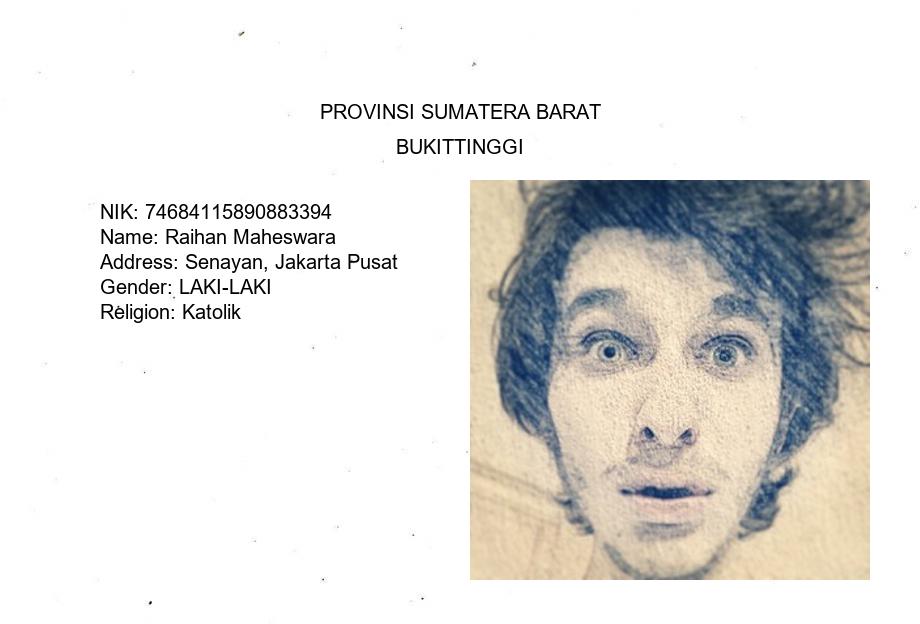 PROVINSI SUMATERA BARAT
BUKITTINGGI
NIK: 74684115890883394
Name: Raihan Maheswara
Address: Senayan, Jakarta Pusat
Gender: LAKI-LAKI
Religion: Katolik